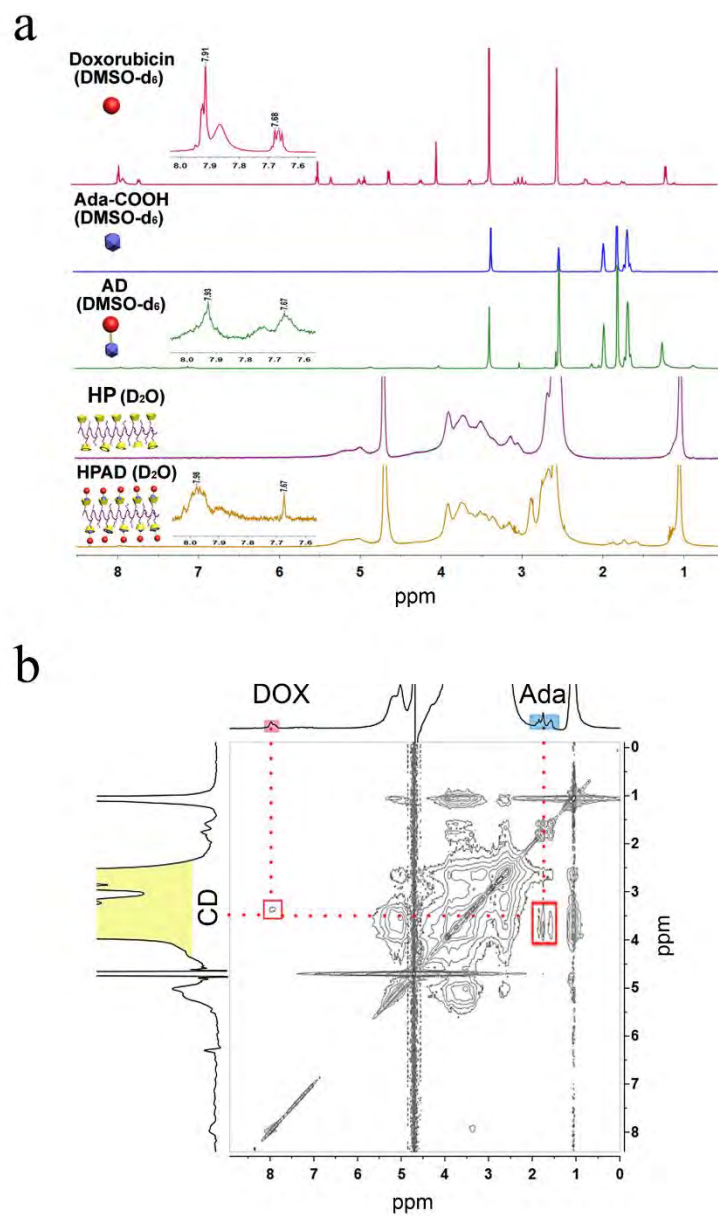 a
Doxorubicin
(DMSO-d6)
7.91
7.68
8.0 7.9 7.8 7.7 7.6
Ada-COOH
(DMSO-d6)
AD
(DMSO-d6)
7.93
7.67
8.0 7.9 7.8 7.7 7.6
HP (D2O)
HPAD (D2O)
7.98
7.67
8.0 7.9 7.8 7.7 7.6
8 7 6 5 4 3 2 1
ppm
b
DOX
Ada
CD
0
1
2
3
4
5
6
7
8
ppm
8 7 6 5 4 3 2 1 0
ppm